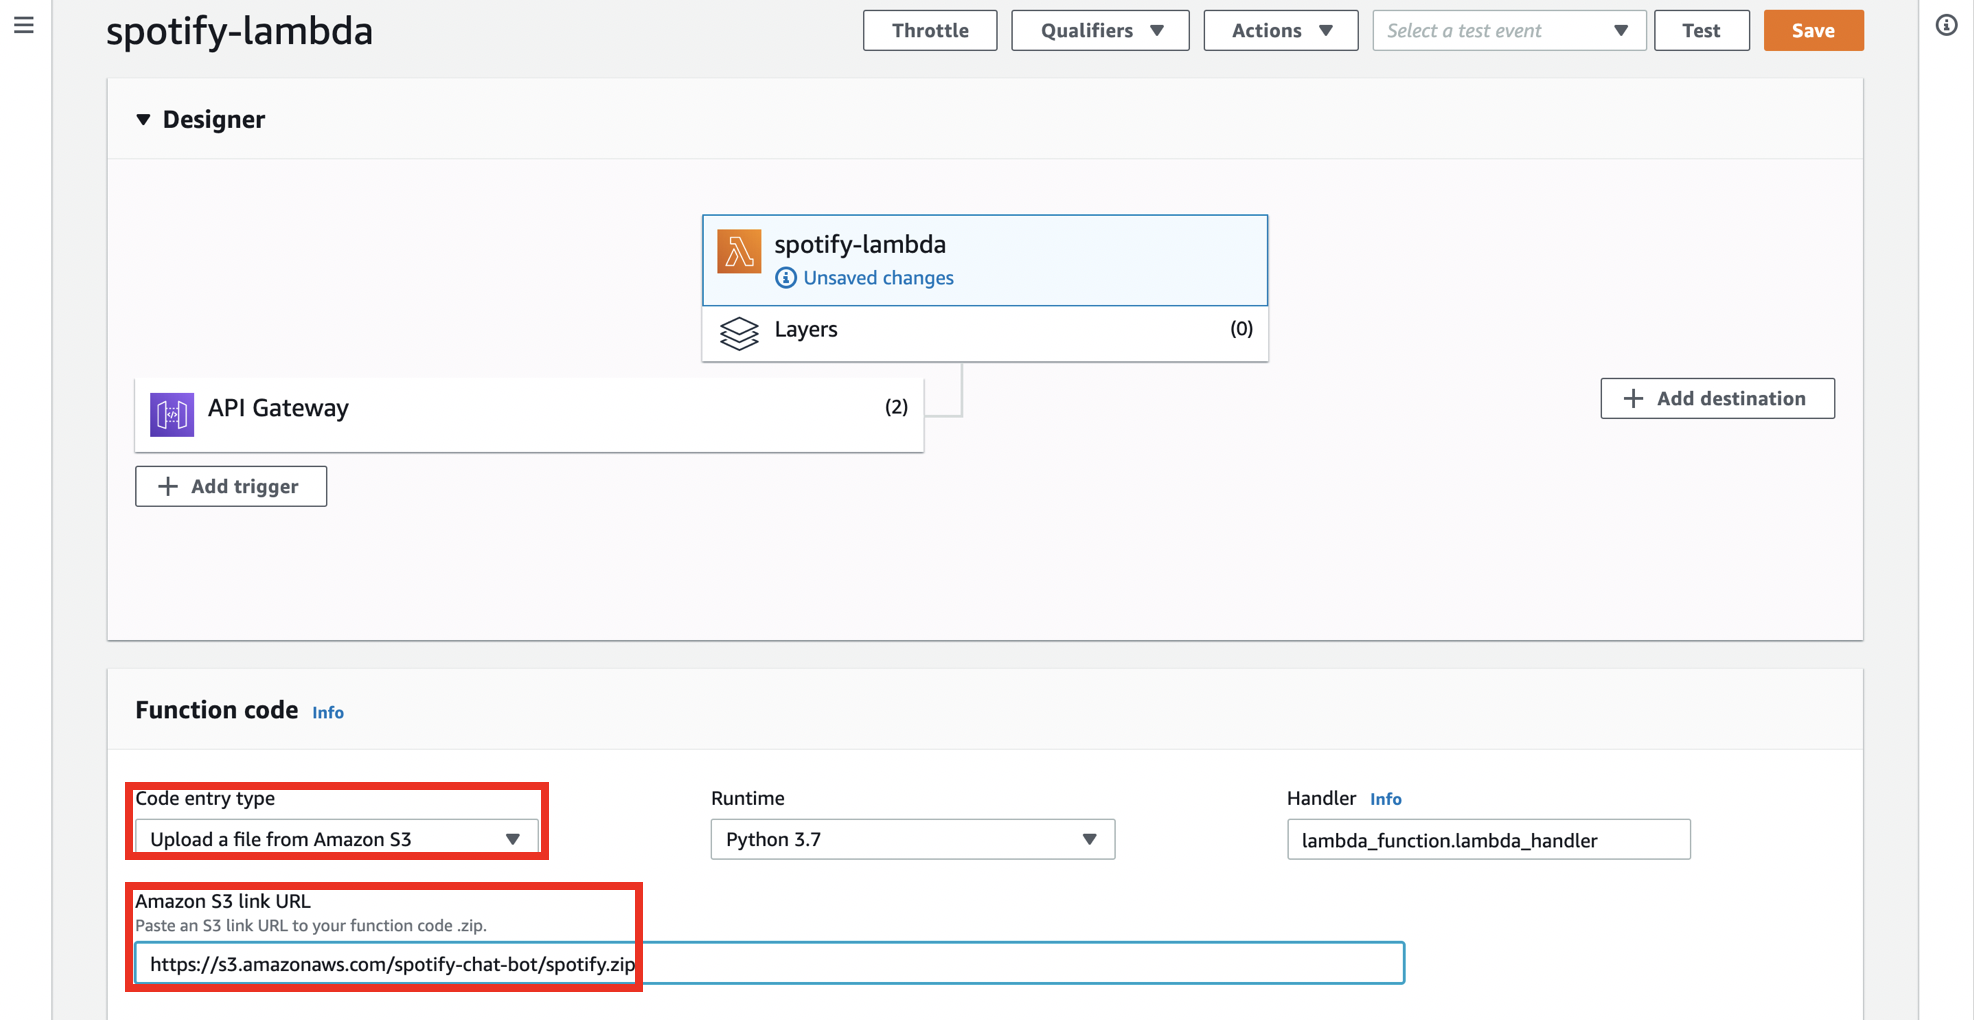 spotify-lambda
Throttle
Qualifiers
Actions
Select a test event
Test
Save
Designer
spotify-lambda
Unsaved changes
Layers
(0)
API Gateway
(2)
Add destination
Add trigger
Function code Info
Code entry type
Upload a file from Amazon S3
Runtime
Python 3.7
Handler Info
lambda_function.lambda_handler
Amazon S3 link URL
Paste an S3 link URL to your function code .zip.
https://s3.amazonaws.com/spotify-chat-bot/spotify.zip